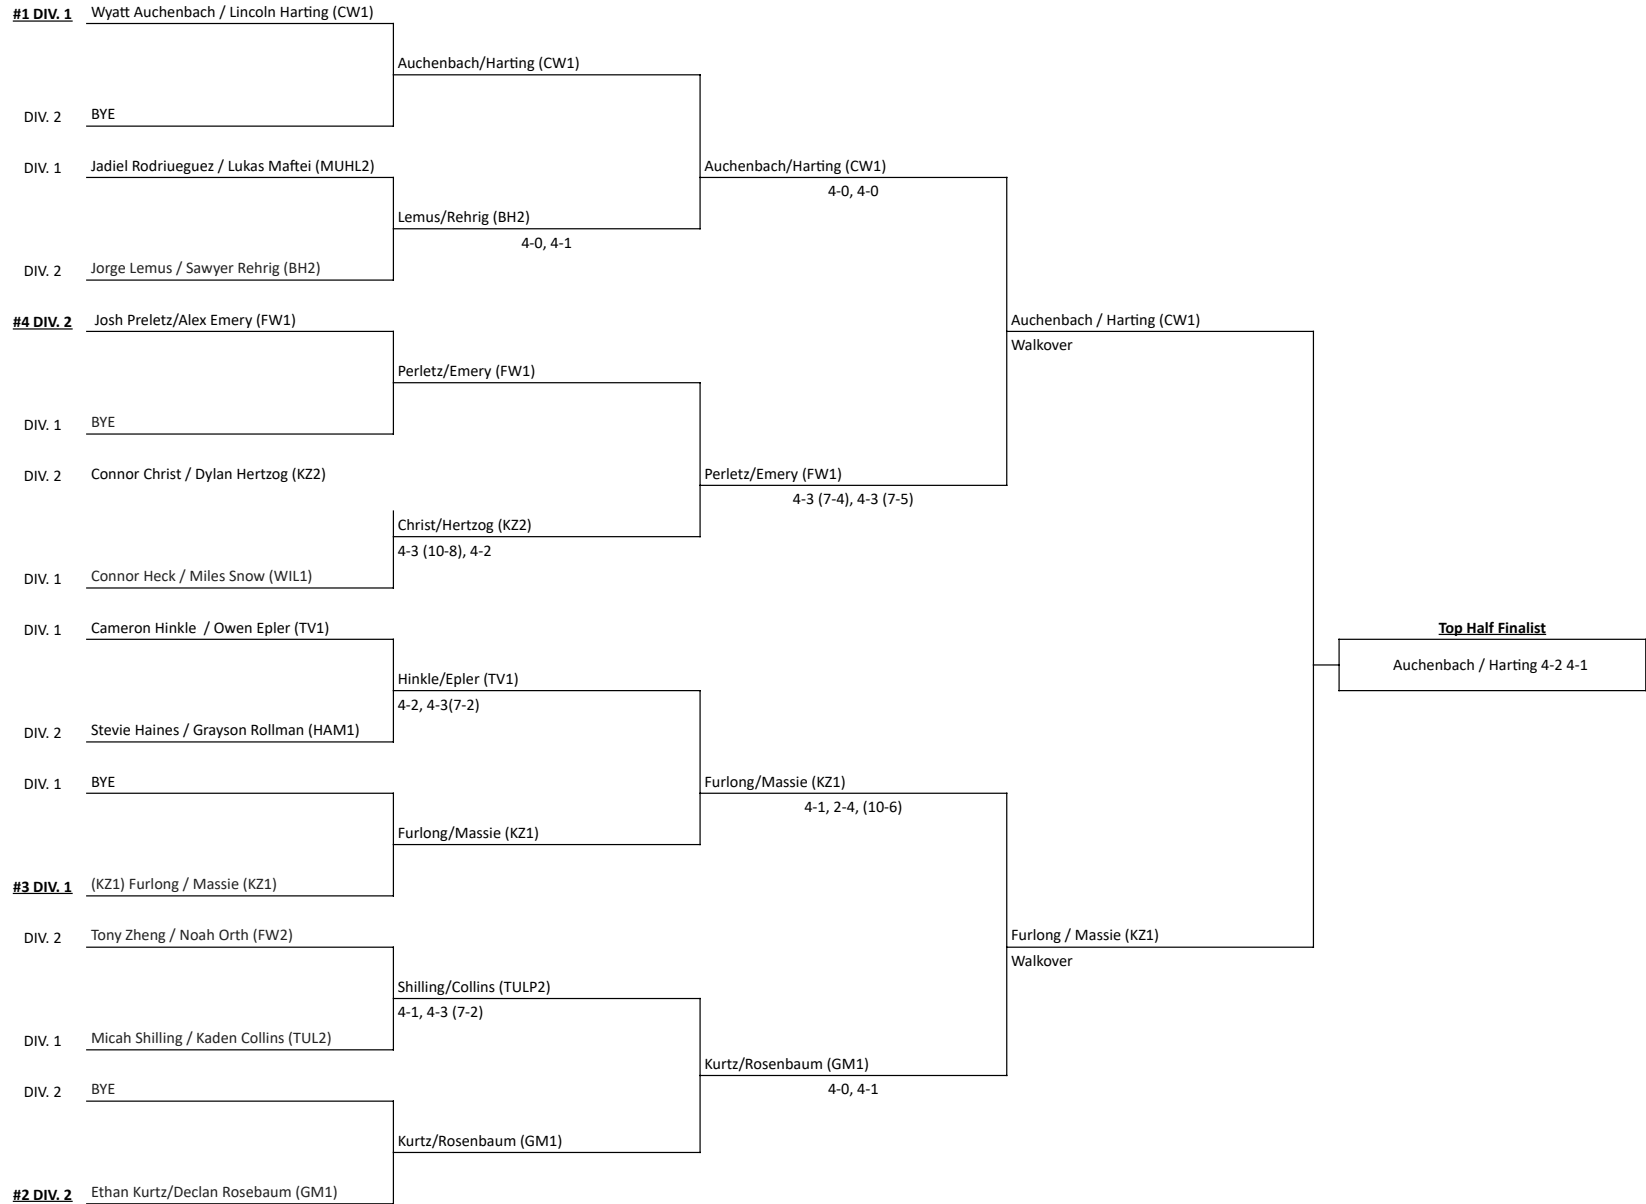 #1 DIV. 1 Wyatt Auchenbach / Lincoln Harting (CW1)
Auchenbach/Harting (CW1)
DIV. 2 BYE
DIV. 1 Jadiel Rodriueguez / Lukas Maftei (MUHL2)
Auchenbach/Harting (CW1)
4-0, 4-0
Lemus/Rehrig (BH2)
4-0, 4-1
DIV. 2 Jorge Lemus / Sawyer Rehrig (BH2)
#4 DIV. 2 Josh Preletz/Alex Emery (FW1)
Auchenbach / Harting (CW1)
Walkover
Perletz/Emery (FW1)
DIV. 1 BYE
DIV. 2 Connor Christ / Dylan Hertzog (KZ2)
Perletz/Emery (FW1)
4-3 (7-4), 4-3 (7-5)
Christ/Hertzog (KZ2)
4-3 (10-8), 4-2
DIV. 1 Connor Heck / Miles Snow (WIL1)
DIV. 1 Cameron Hinkle / Owen Epler (TV1)
Top Half Finalist
Auchenbach / Harting 4-2 4-1
Hinkle/Epler (TV1)
4-2, 4-3(7-2)
DIV. 2 Stevie Haines / Grayson Rollman (HAM1)
DIV. 1 BYE
Furlong/Massie (KZ1)
4-1, 2-4, (10-6)
Furlong/Massie (KZ1)
#3 DIV. 1 (KZ1) Furlong / Massie (KZ1)
DIV. 2 Tony Zheng / Noah Orth (FW2)
Furlong / Massie (KZ1)
Walkover
Shilling/Collins (TULP2)
4-1, 4-3 (7-2)
DIV. 1 Micah Shilling / Kaden Collins (TUL2)
Kurtz/Rosenbaum (GM1)
4-0, 4-1
DIV. 2 BYE
Kurtz/Rosenbaum (GM1)
#2 DIV. 2 Ethan Kurtz/Declan Rosebaum (GM1)